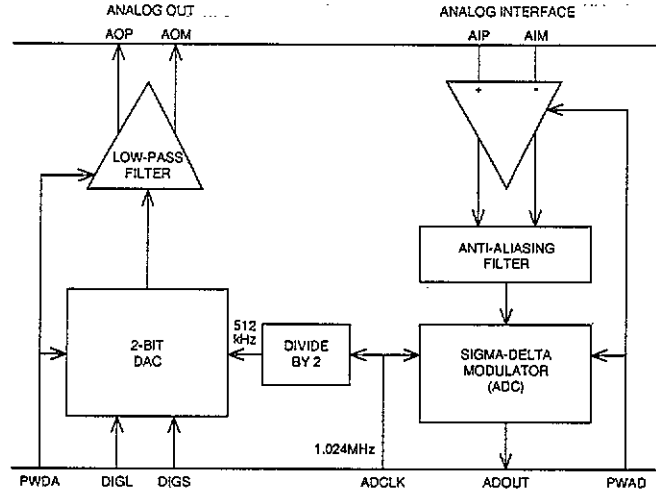 ANALOG OUT
ANALOG INTERFACE
AOP
AOM
AIP
AIM
+
-
LOW-PASS
FILTER
ANTI-ALIASING
FILTER
2-BIT
DAC
512
kHz
DIVIDE
BY 2
SIGMA-DELTA
MODULATOR
(ADC)
1.024MHz
PWDA
DIGL
DIGS
ADCLK
ADOUT
PWAD